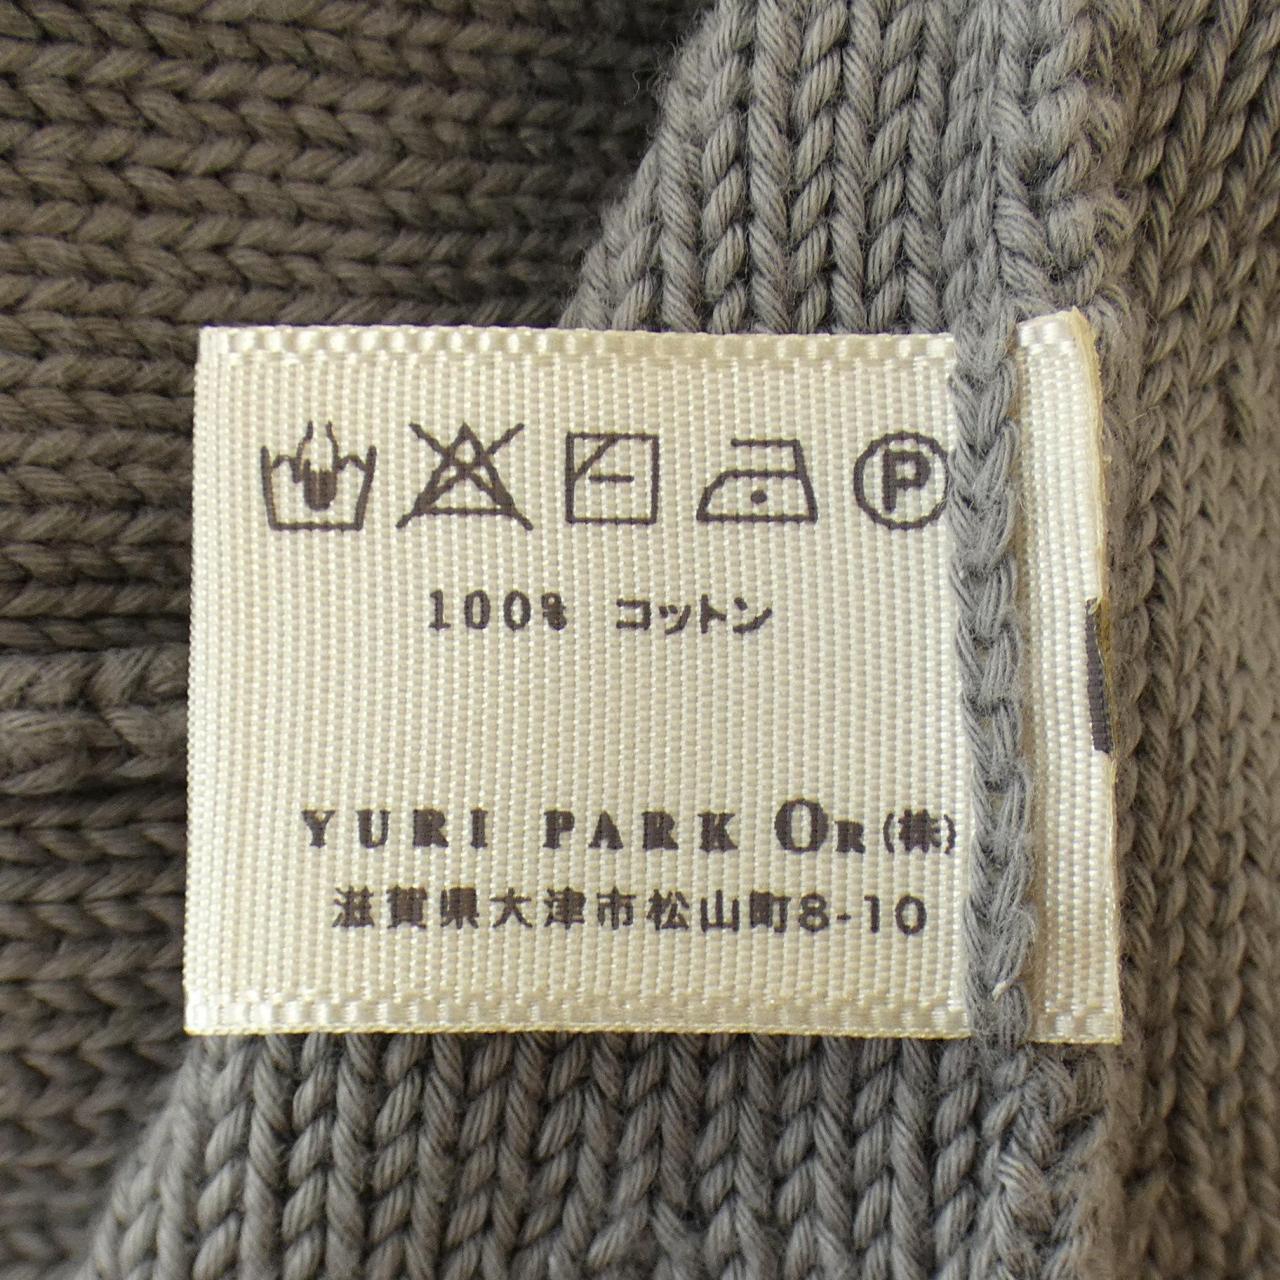 P
100% コットン
YURI PARK OR(株)
滋賀県大津市松山町8-10